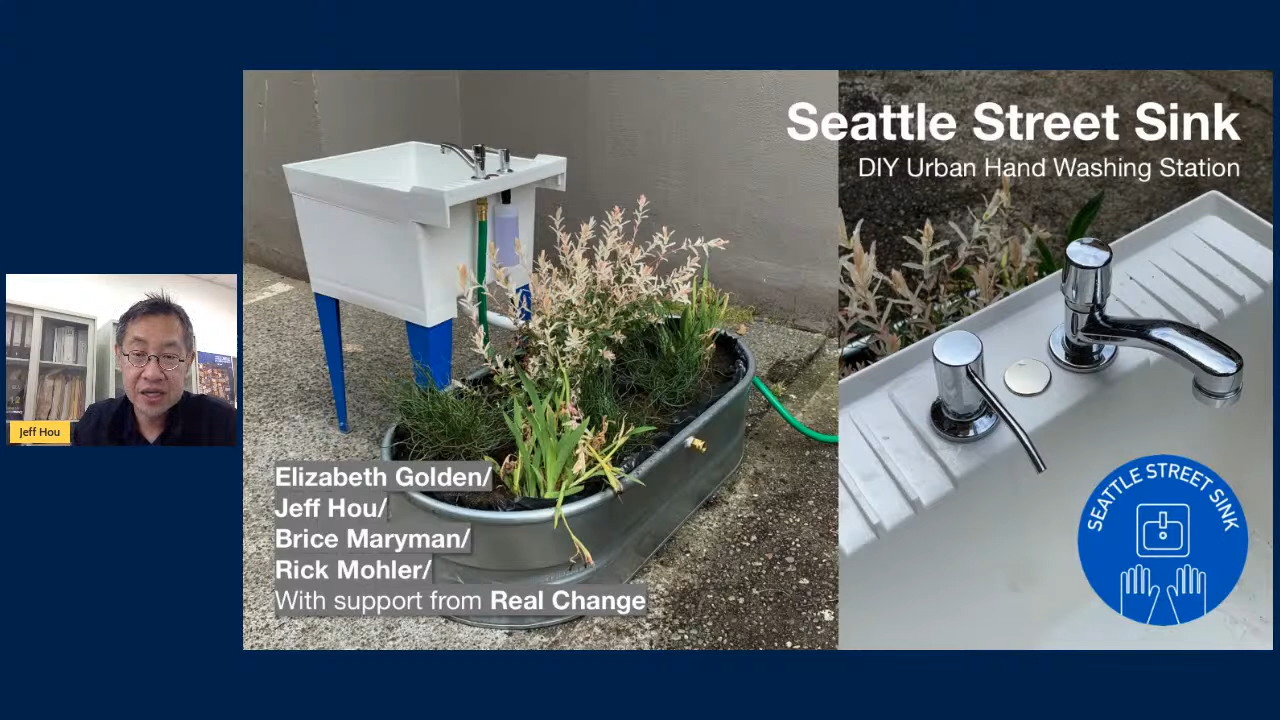 Seattle Street Sink
DIY Urban Hand Washing Station
Jeff Hou
Elizabeth Golden/
Jeff Hou/
Brice Maryman/
Rick Mohler/
With support from Real Change
SEATTLE STREET SINK